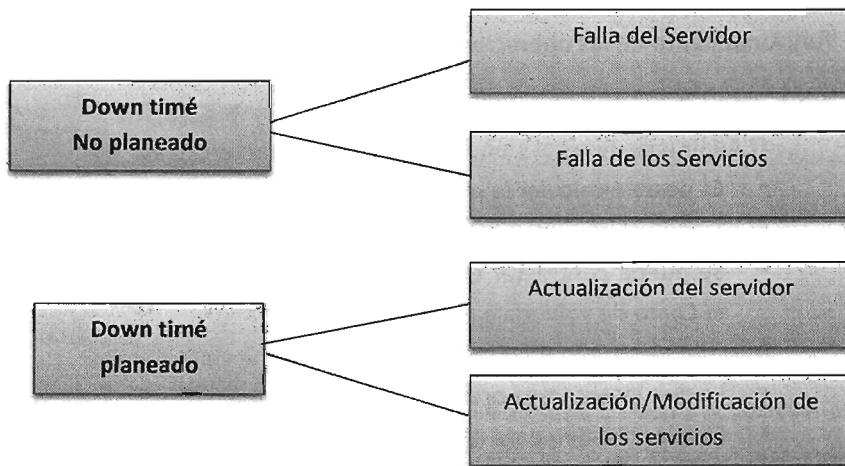 Down timé
No planeado
Falla del Servidor
Falla de los Servicios
Down timé
planeado
Actualización del servidor
Actualización/Modificación de
los servicios